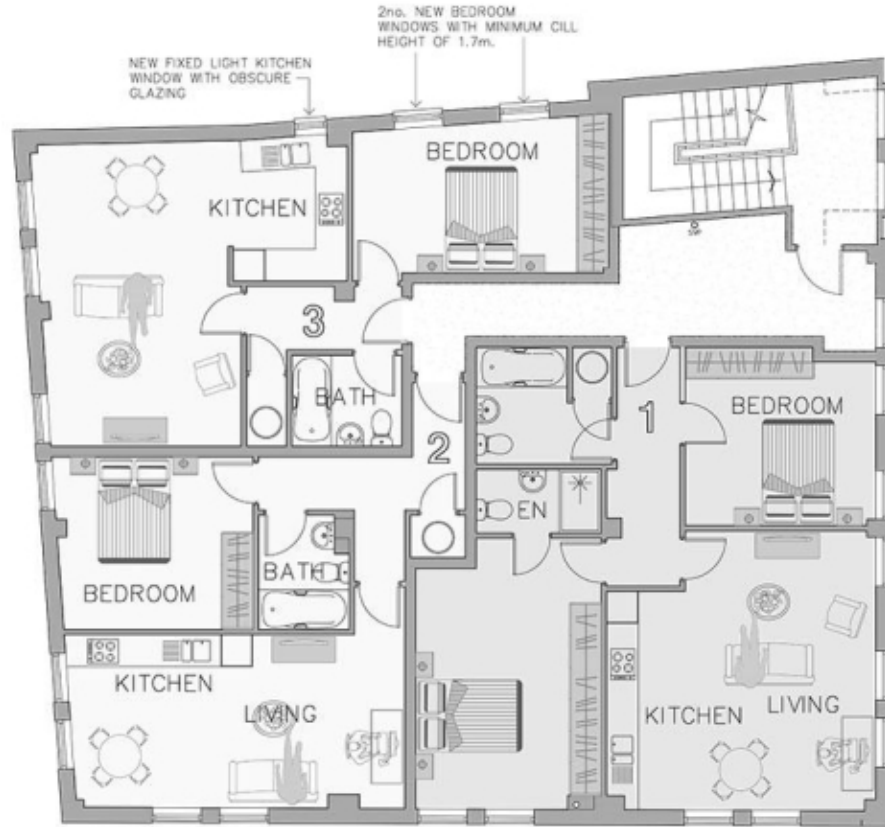 2no. NEW BEDROOM
WINDOWS WITH MINIMUM CILL
HEIGHT OF 1.7m.
NEW FIXED LIGHT KITCHEN
WINDOW WITH OBSCURE
GLAZING
BEDROOM
KITCHEN
SVP
3
BATH
1
BEDROOM
2
EN
BATH
BEDROOM
KITCHEN
LIVING
KITCHEN
LIVING